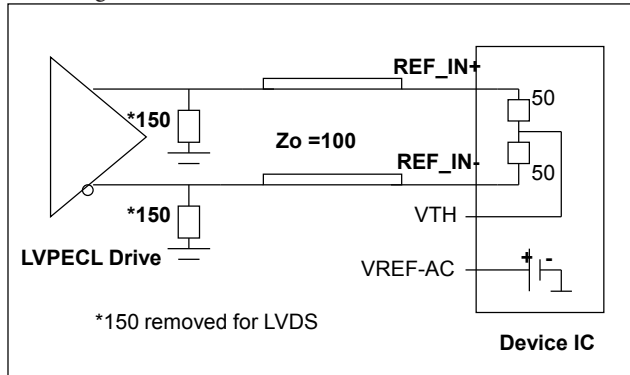 REF_IN+
50
*150
Zo =100
REF_IN-
50
*150
VTH
LVPECL Drive
VREF-AC
+ -
*150 removed for LVDS
Device IC